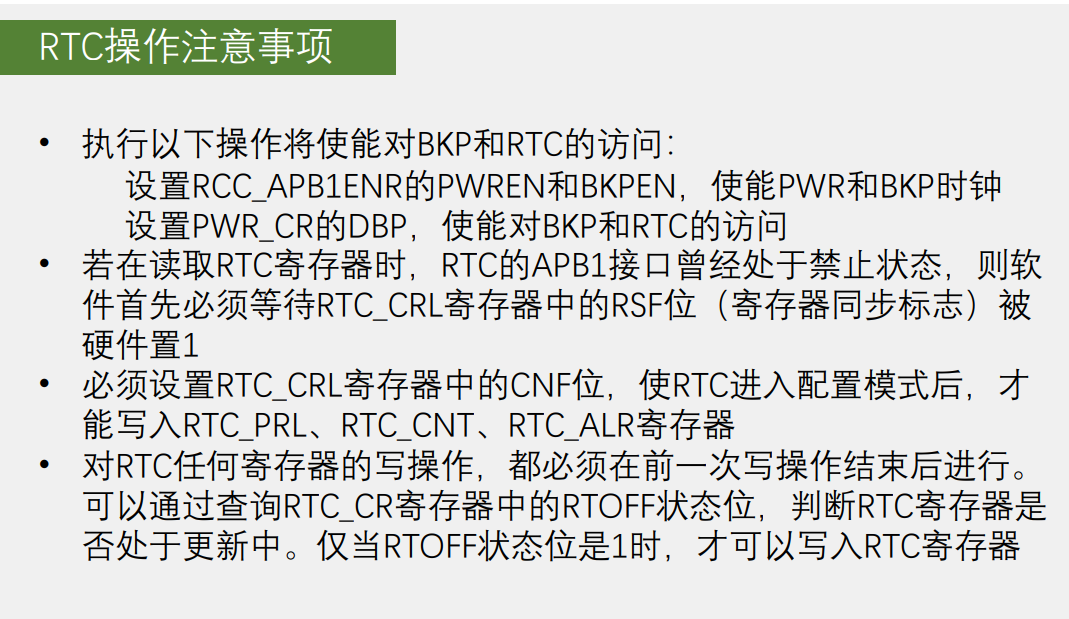 RTC操作注意事项
• 执行以下操作将使能对BKP和RTC的访问：
设置RCC_APB1ENR的PWREN和BKPEN，使能PWR和BKP时钟
设置PWR_CR的DBP，使能对BKP和RTC的访问
• 若在读取RTC寄存器时，RTC的APB1接口曾经处于禁止状态，则软
件首先必须等待RTC_CRL寄存器中的RSF位（寄存器同步标志）被
硬件置1
• 必须设置RTC_CRL寄存器中的CNF位，使RTC进入配置模式后，才
能写入RTC_PRL、RTC_CNT、RTC_ALR寄存器
• 对RTC任何寄存器的写操作，都必须在前一次写操作结束后进行。
可以通过查询RTC_CR寄存器中的RTOFF状态位，判断RTC寄存器是
否处于更新中。仅当RTOFF状态位是1时，才可以写入RTC寄存器